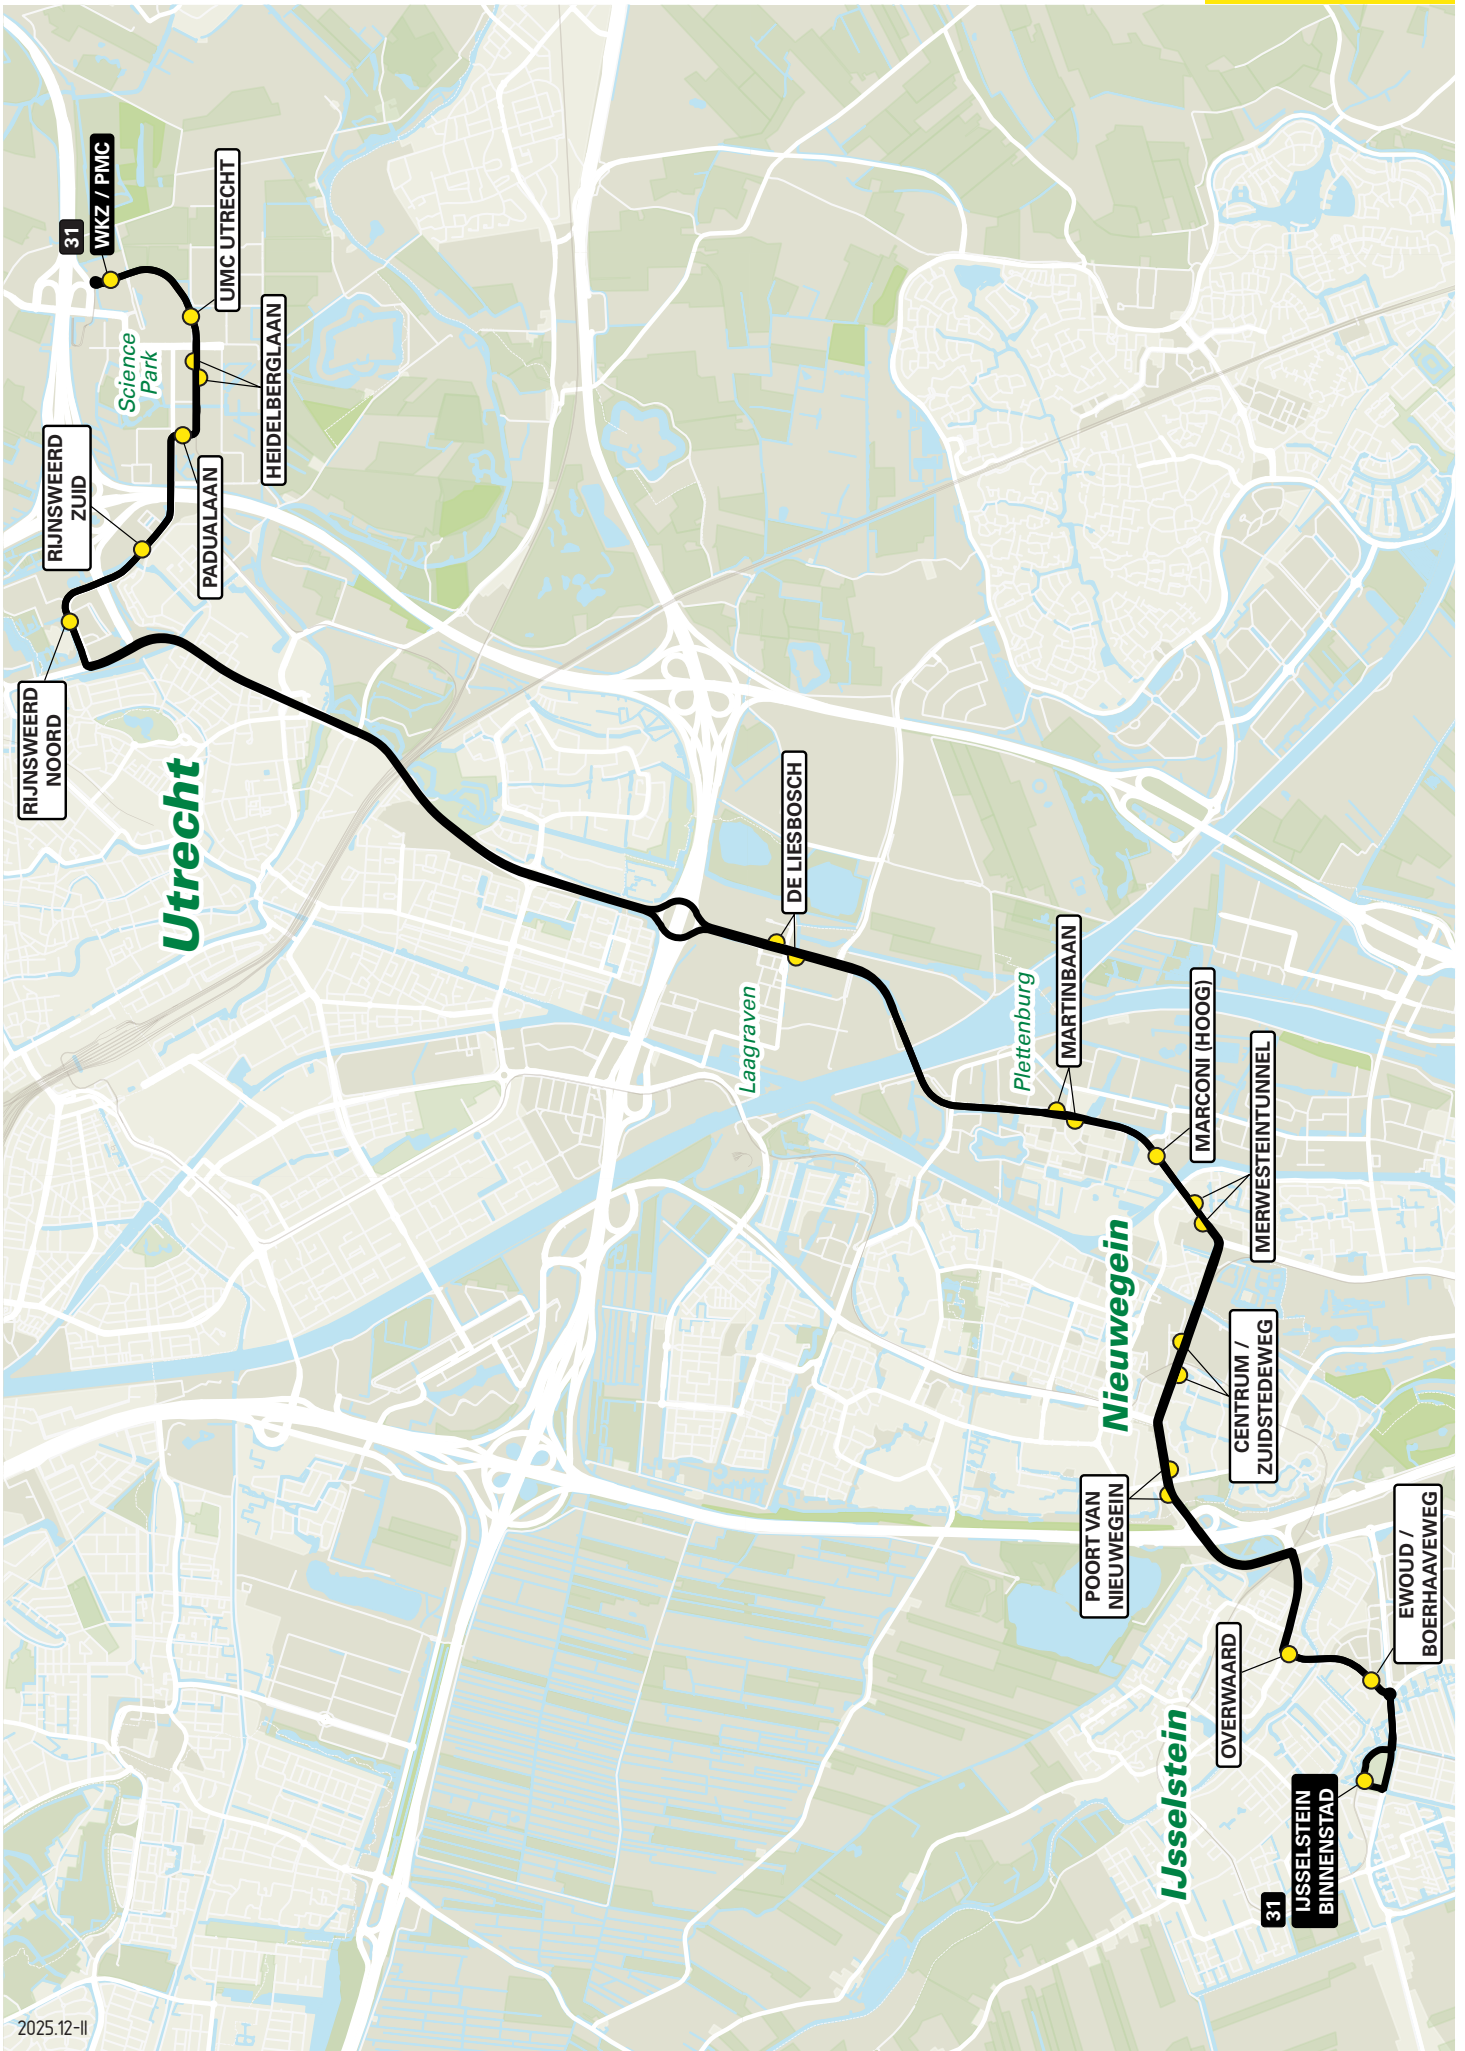 31
WKZ / PMC
UMC UTRECHT
HEIDELBERGLAAN
Science
Park
PADUALAAN
RIJNSWEERD
ZUID
RIJNSWEERD
NOORD
Utrecht
DE LIESBOSCH
Laagraven
Plettenburg
MARTINBAAN
MARCONI (HOOG)
MERWESTEINTUNNEL
Nieuwegein
CENTRUM /
ZUIDSTEDEWEG
POORT VAN
NIEUWEGEIN
OVERWAARD
EWOUD /
BOERHAAVEWEG
IJsselstein
31
IJSSELSTEIN
BINNENSTAD
2025.12-II